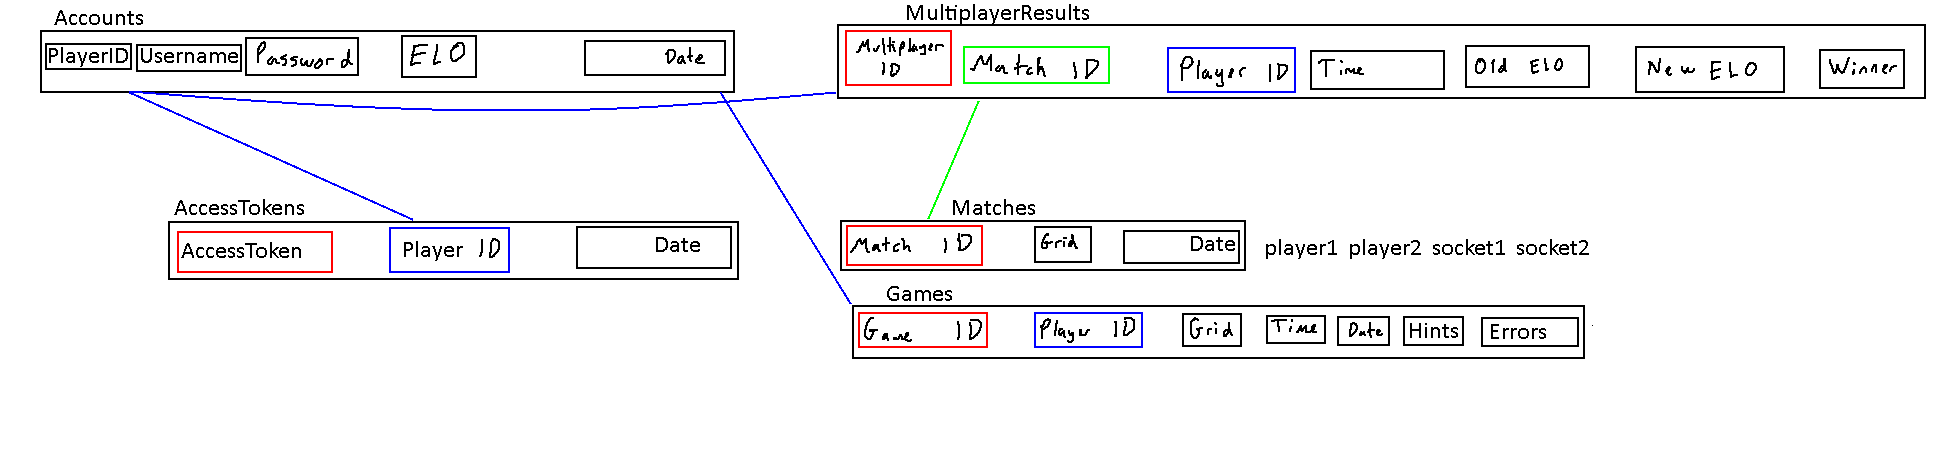 Accounts
PlayerID Username Password ELO Date
MultiplayerResults
Multiplayer ID Match ID Player ID Time Old ELO New ELO Winner
AccessTokens
AccessToken Player ID Date
Matches
Match ID Grid Date player1 player2 socket1 socket2
Games
Game ID Player ID Grid Time Date Hints Errors